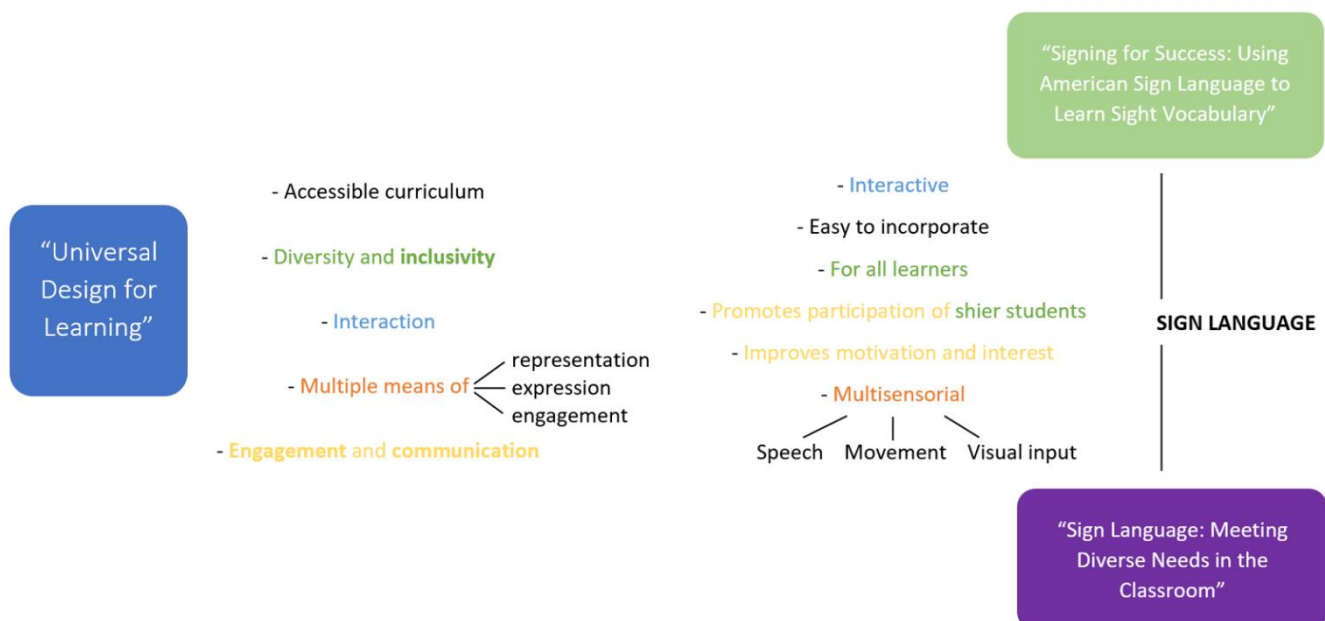 “Universal
Design for
Learning”
- Accessible curriculum
- Diversity and inclusivity
- Interaction
- Multiple means of
representation
expression
engagement
- Engagement and communication
- Interactive
- Easy to incorporate
- For all learners
- Promotes participation of shier students
- Improves motivation and interest
- Multisensorial
Speech Movement Visual input
“Signing for Success: Using
American Sign Language to
Learn Sight Vocabulary”
SIGN LANGUAGE
“Sign Language: Meeting
Diverse Needs in the
Classroom”